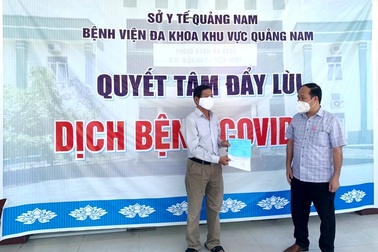 SỞ Y TẾ QUẢNG NAM
BỆNH VIỆN ĐA KHOA KHU VỰC QUẢNG NAM
QUYẾT TÂM ĐẨY LÙI
DỊCH BỆNH COVID